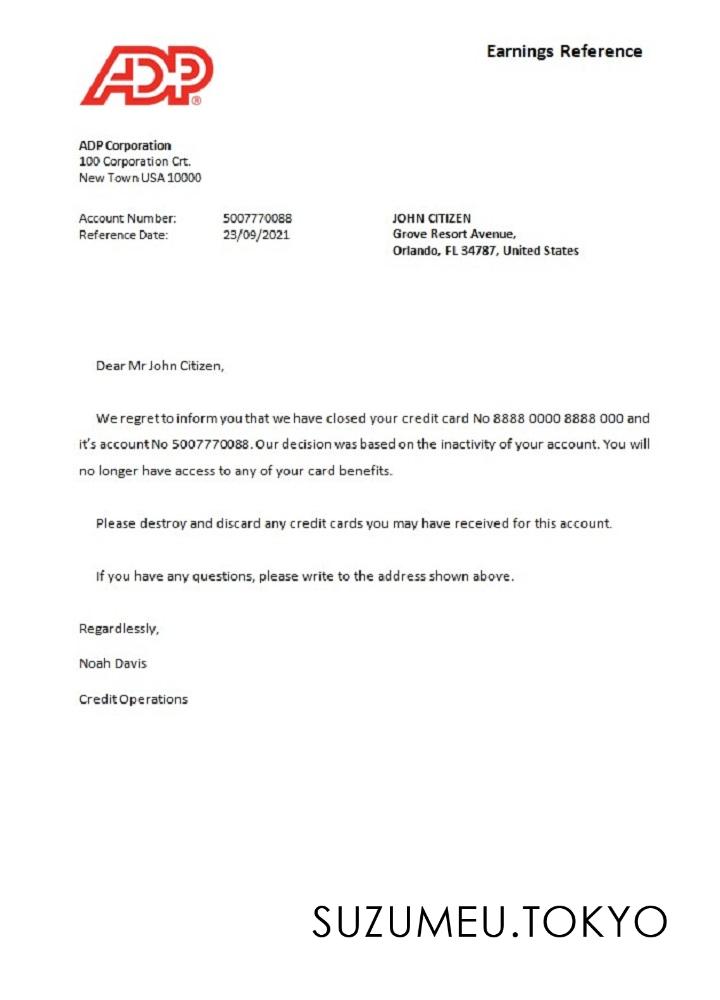 ADP®
Earnings Reference
ADP Corporation
100 Corporation Crt.
New Town USA 10000
Account Number: 5007770088
Reference Date: 23/09/2021
JOHN CITIZEN
Grove Resort Avenue,
Orlando, FL 34787, United States
Dear Mr John Citizen,
We regret to inform you that we have closed your credit card No 8888 0000 8888 000 and
it's account No 5007770088. Our decision was based on the inactivity of your account. You will
no longer have access to any of your card benefits.
Please destroy and discard any credit cards you may have received for this account.
If you have any questions, please write to the address shown above.
Regardlessly,
Noah Davis
Credit Operations
SUZUMEU.TOKYO